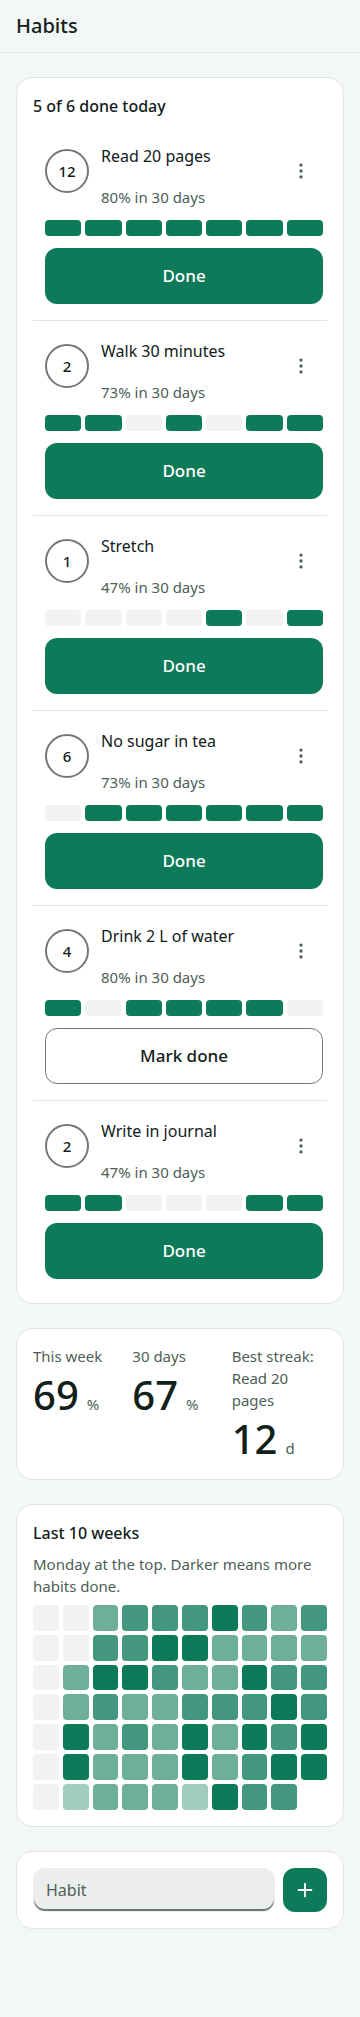 Habits
5 of 6 done today
12
Read 20 pages
80% in 30 days
Done
2
Walk 30 minutes
73% in 30 days
Done
1
Stretch
47% in 30 days
Done
6
No sugar in tea
73% in 30 days
Done
4
Drink 2 L of water
80% in 30 days
Mark done
2
Write in journal
47% in 30 days
Done
This week
69 %
30 days
67 %
Best streak:
Read 20
pages
12 d
Last 10 weeks
Monday at the top. Darker means more
habits done.
Habit